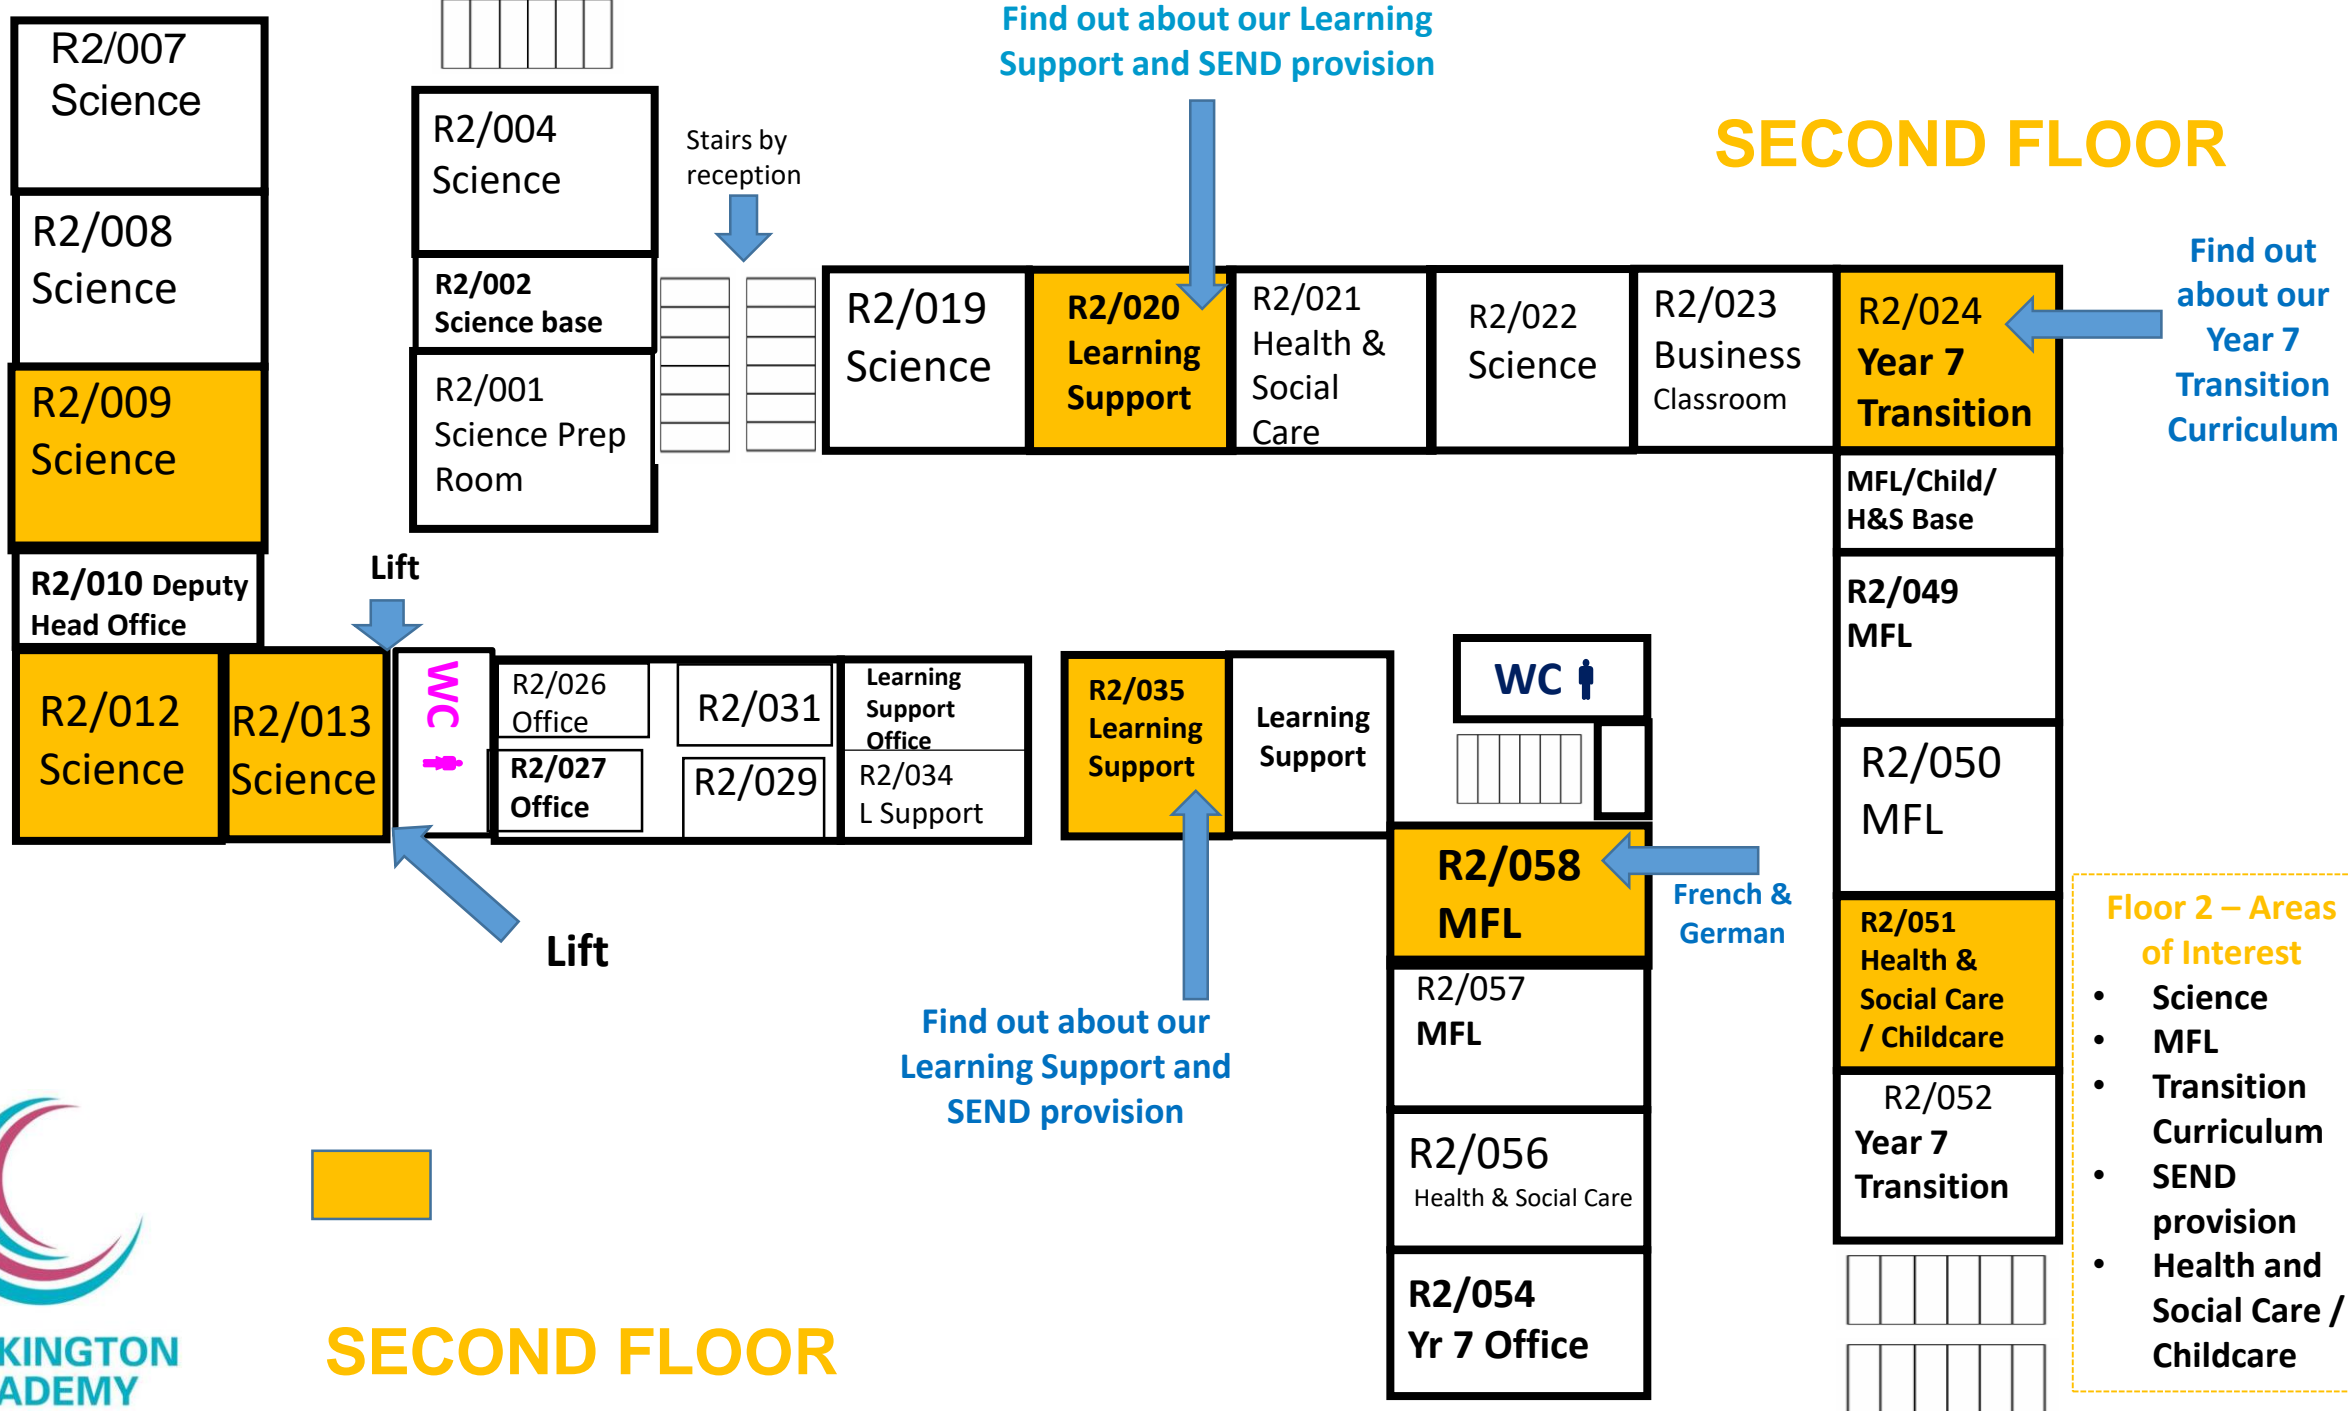 Find out about our Learning
Support and SEND provision
SECOND FLOOR
R2/007
Science
R2/008
Science
R2/009
Science
R2/010 Deputy
Head Office
R2/012
Science
R2/013
Science
R2/004
Science
R2/002
Science base
R2/001
Science Prep
Room
Stairs by
reception
R2/019
Science
R2/020
Learning
Support
R2/021
Health &
Social
Care
R2/022
Science
R2/023
Business
Classroom
R2/024
Year 7
Transition
Find out
about our
Year 7
Transition
Curriculum
MFL/Child/
H&S Base
R2/049
MFL
R2/050
MFL
R2/051
Health &
Social Care
/ Childcare
R2/052
Year 7
Transition
Lift
WC
R2/026
Office
R2/027
Office
R2/031
R2/029
Learning
Support
Office
R2/034
L Support
R2/035
Learning
Support
Learning
Support
WC
R2/058
MFL
French &
German
R2/057
MFL
R2/056
Health & Social Care
R2/054
Yr 7 Office
Lift
Find out about our
Learning Support and
SEND provision
Floor 2 – Areas
of Interest
• Science
• MFL
• Transition
Curriculum
• SEND
provision
• Health and
Social Care /
Childcare
KINGTON
ADEMY
SECOND FLOOR